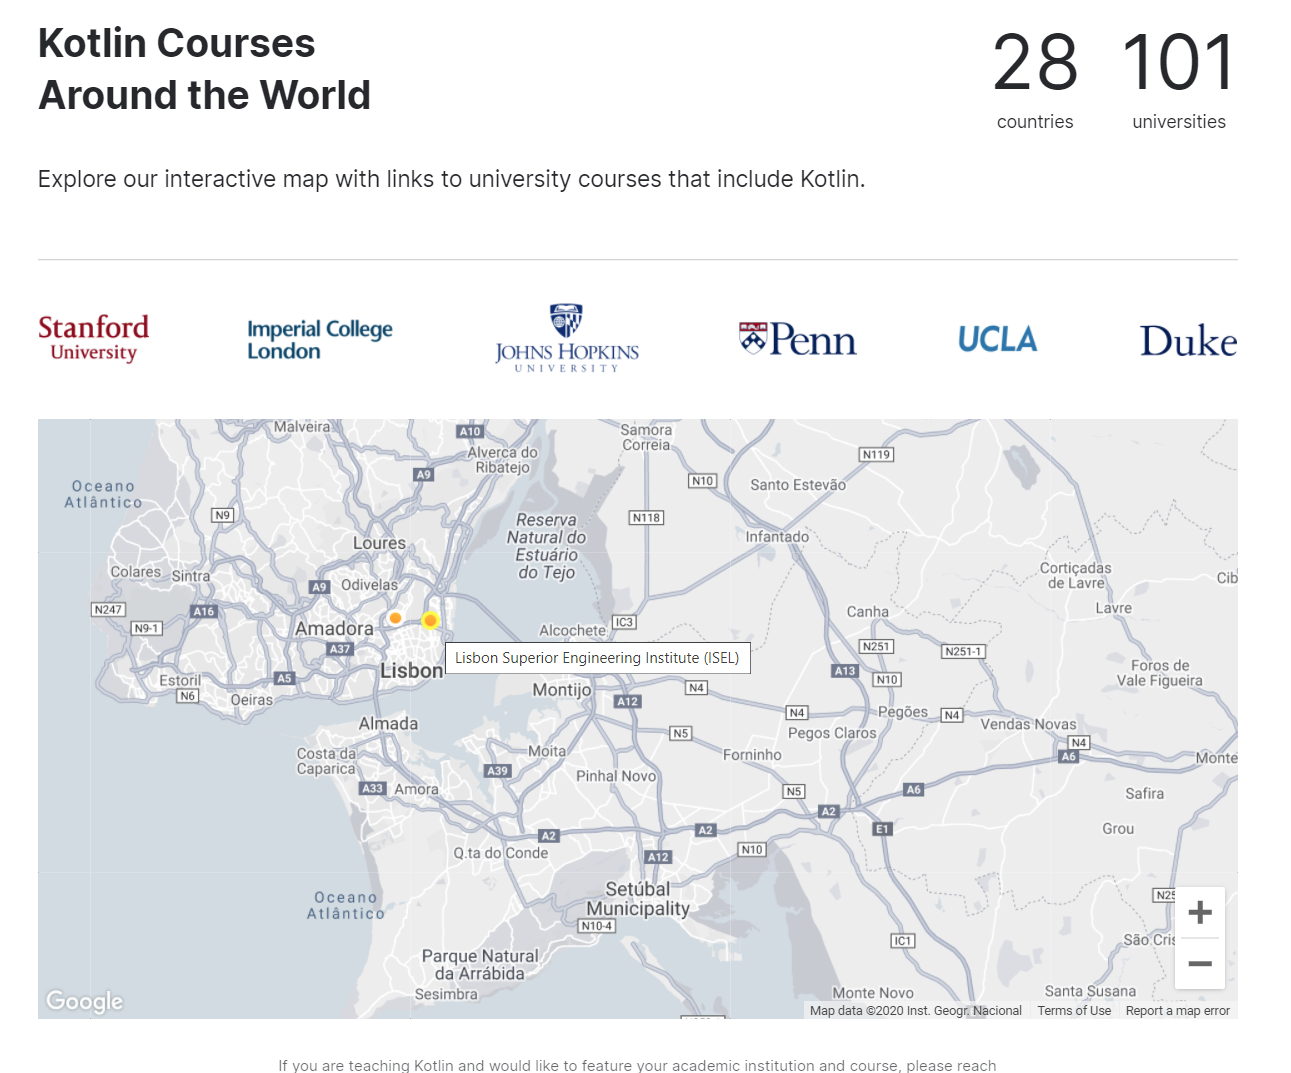 Kotlin Courses
Around the World
28
countries
101
universities
Explore our interactive map with links to university courses that include Kotlin.
Stanford
University
Imperial College
London
JOHNS HOPKINS
UNIVERSITY
Penn
UCLA
Duke
Malveira
A10
Samora
Correia
Alverca do
Ribatejo
N119
A9
N10
Santo Estevão
Oceano
Atlântico
N9
Reserva
Natural do
Estuário
do Tejo
N118
Infantado
Loures
Colares
Sintra
A9
Odivelas
Cortiçadas
de Lavre
Cib
N247
A16
Lavre
Canha
N9-1
Amadora
Alcochete
IC3
A37
Lisbon Superior Engineering Institute (ISEL)
N251
N251-1
Lisbon
Estoril
A5
A13
N10
Foros de
Vale Figueira
N6
Oeiras
Montijo
N4
A12
Almada
N4
Pegões
N4
Vendas Novas
N5
Pegos Claros
N4
Costa da
Caparica
Moita
Forninho
A6
Monte
A39
Pinhal Novo
A33
Amora
N5
A6
Safira
A2
A2
A2
E1
Grou
Q.ta do Conde
A12
N10
Setúbal
Municipality
Oceano
Atlântico
N25
N10-4
IC1
São Cris
Parque Natural
da Arrábida
Sesimbra
Monte Novo
Santa Susana
Google
Map data ©2020 Inst. Geogr. Nacional
Terms of Use
Report a map error
If you are teaching Kotlin and would like to feature your academic institution and course, please reach